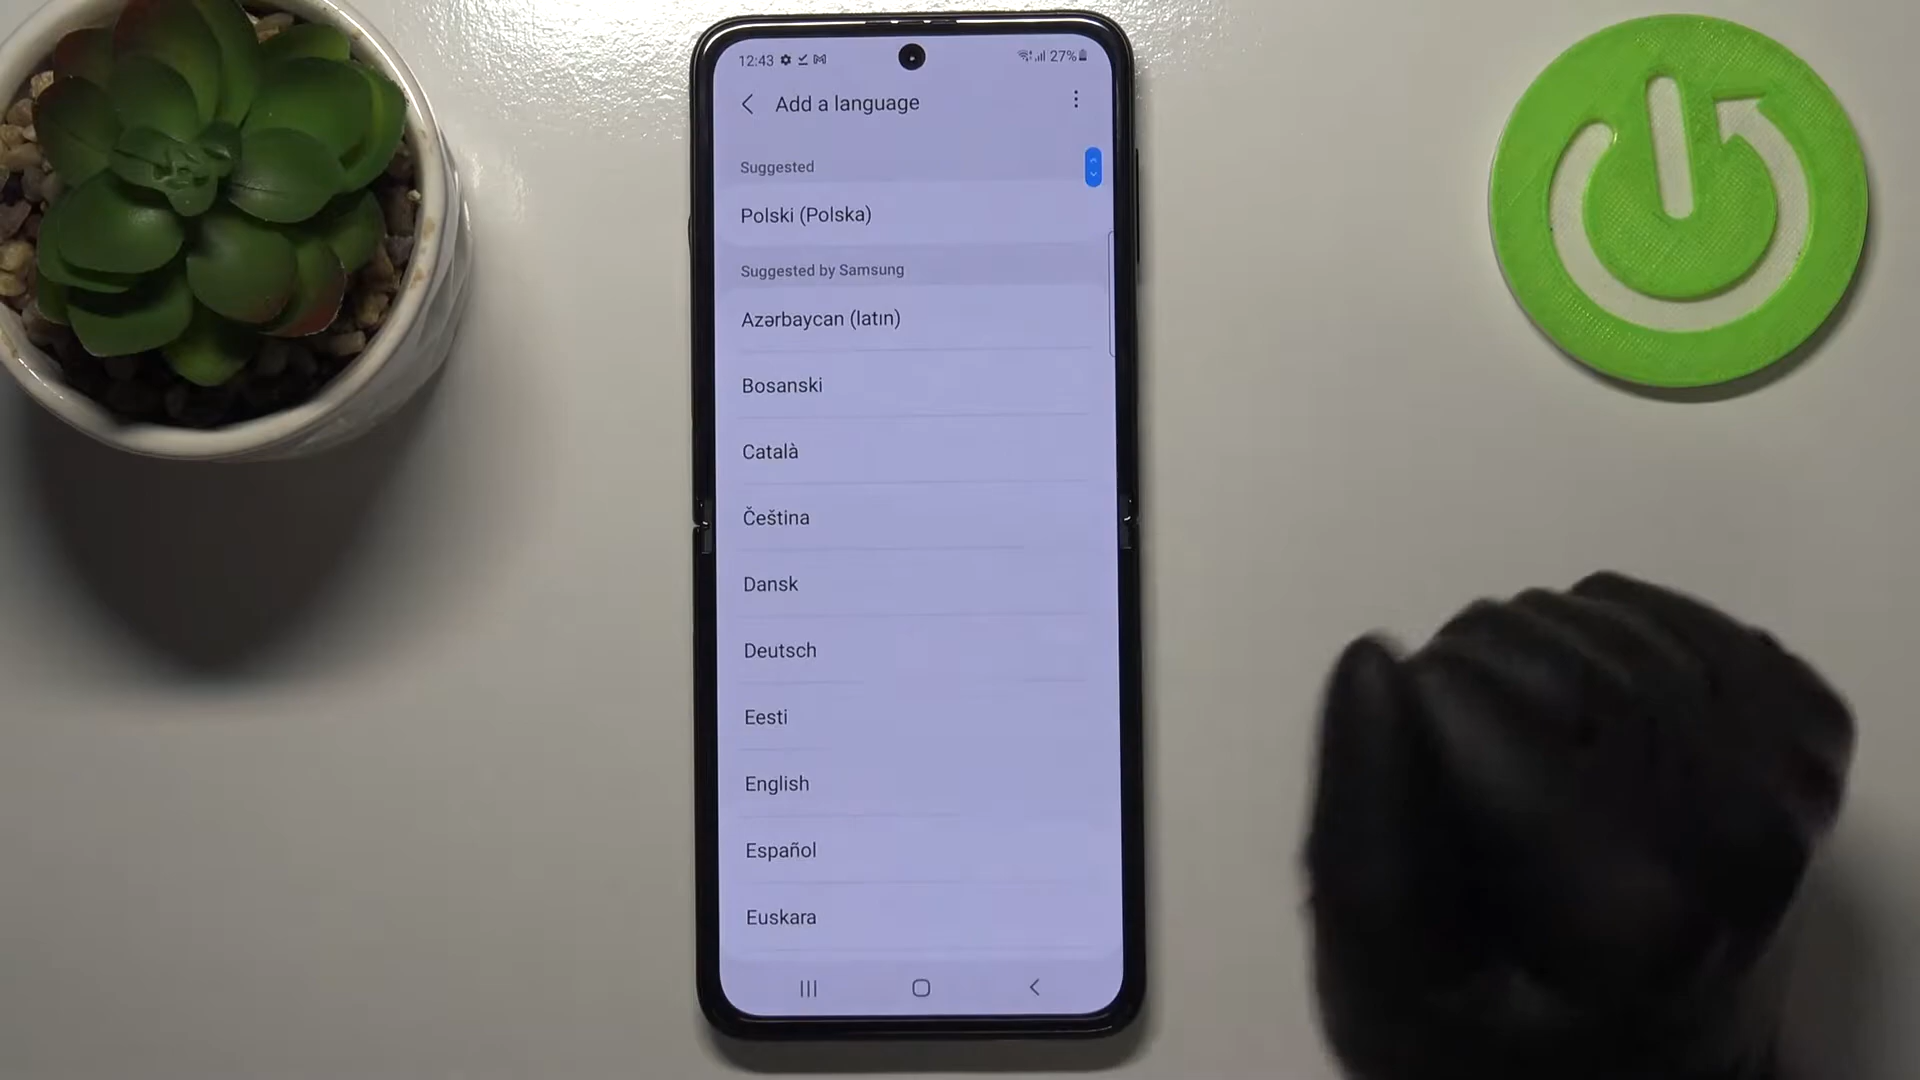 12:43
27%
Add a language
Suggested
Polski (Polska)
Suggested by Samsung
Azərbaycan (latın)
Bosanski
Català
Čeština
Dansk
Deutsch
Eesti
English
Español
Euskara